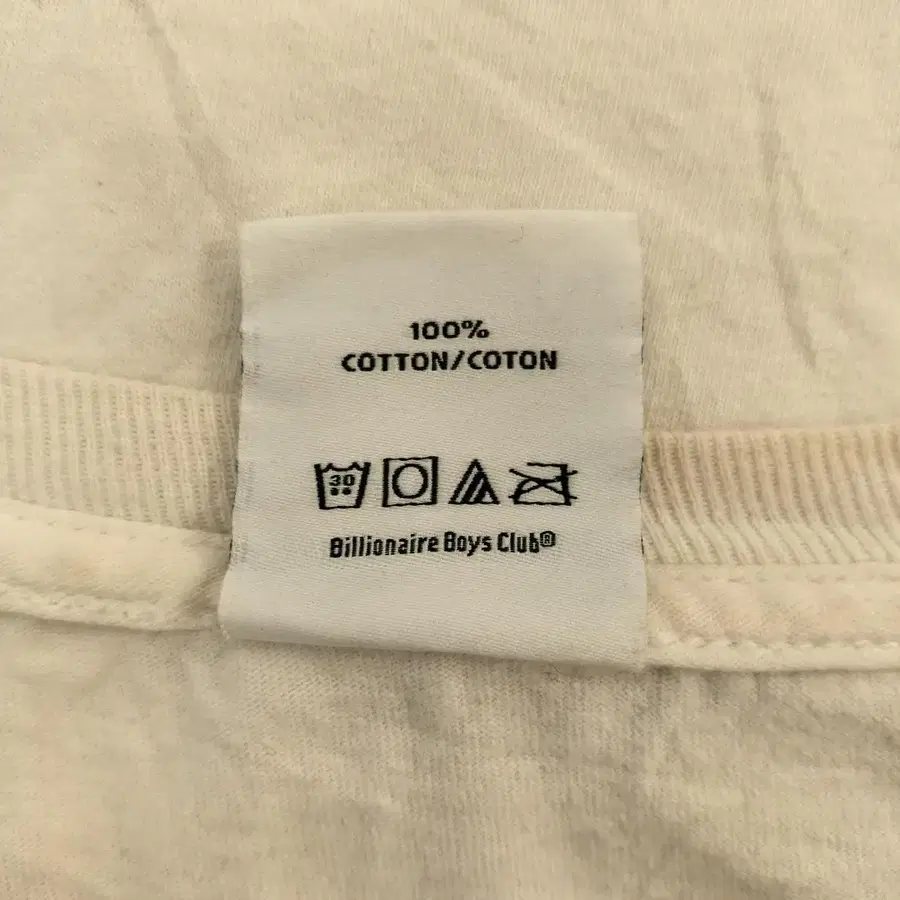 100%
COTTON/COTON
30
Billionaire Boys Club®